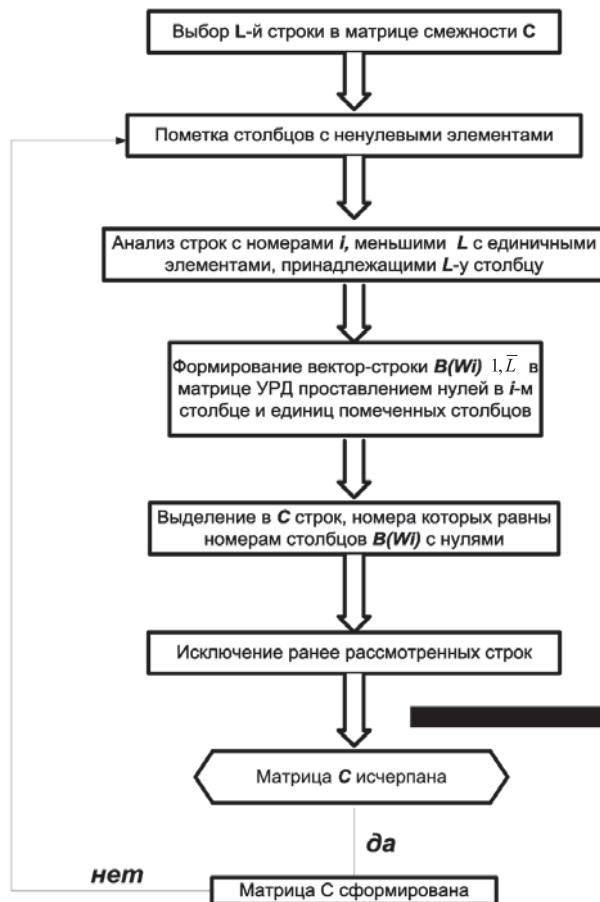 Выбор L-й строки в матрице смежности С
Пометка столбцов с ненулевыми элементами
Анализ строк с номерами i, меньшими L с единичными
элементами, принадлежащими L-у столбцу
Формирование вектор-строки B(Wi) 1,L̅ в
матрице УРД проставлением нулей в i-м
столбце и единиц помеченных столбцов
Выделение в С строк, номера которых равны
номерам столбцов B(Wi) с нулями
Исключение ранее рассмотренных строк
Матрица С исчерпана
да
нет
Матрица С сформирована